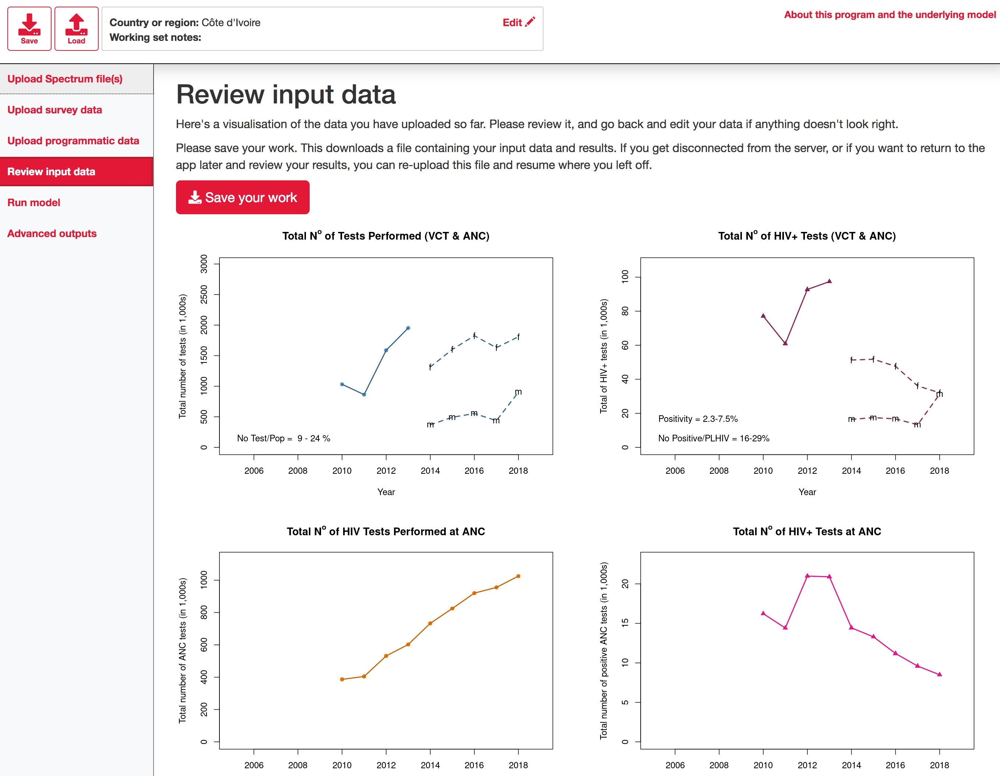 Save
Load
Country or region: Côte d'Ivoire
Working set notes:
Edit
About this program and the underlying model
Upload Spectrum file(s)
Upload survey data
Upload programmatic data
Review input data
Run model
Advanced outputs
Review input data
Here's a visualisation of the data you have uploaded so far. Please review it, and go back and edit your data if anything doesn't look right.
Please save your work. This downloads a file containing your input data and results. If you get disconnected from the server, or if you want to return to the
app later and review your results, you can re-upload this file and resume where you left off.
Save your work
Total Nº of Tests Performed (VCT & ANC)
Total number of tests (in 1,000s)
3000
2500
2000
1500
1000
500
0
f f f f f
m m m m m
No Test/Pop = 9 - 24 %
2006 2008 2010 2012 2014 2016 2018
Year
Total Nº of HIV+ Tests (VCT & ANC)
Total of HIV+ tests (in 1,000s)
100
80
60
40
20
0
f f f f f
m m m m m
Positivity = 2.3-7.5%
No Positive/PLHIV = 16-29%
2006 2008 2010 2012 2014 2016 2018
Year
Total Nº of HIV Tests Performed at ANC
Total number of ANC tests (in 1,000s)
1000
800
600
400
200
0
2006 2008 2010 2012 2014 2016 2018
Total Nº of HIV+ Tests at ANC
Total number of positive ANC tests (in 1,000s)
20
15
10
5
0
2006 2008 2010 2012 2014 2016 2018